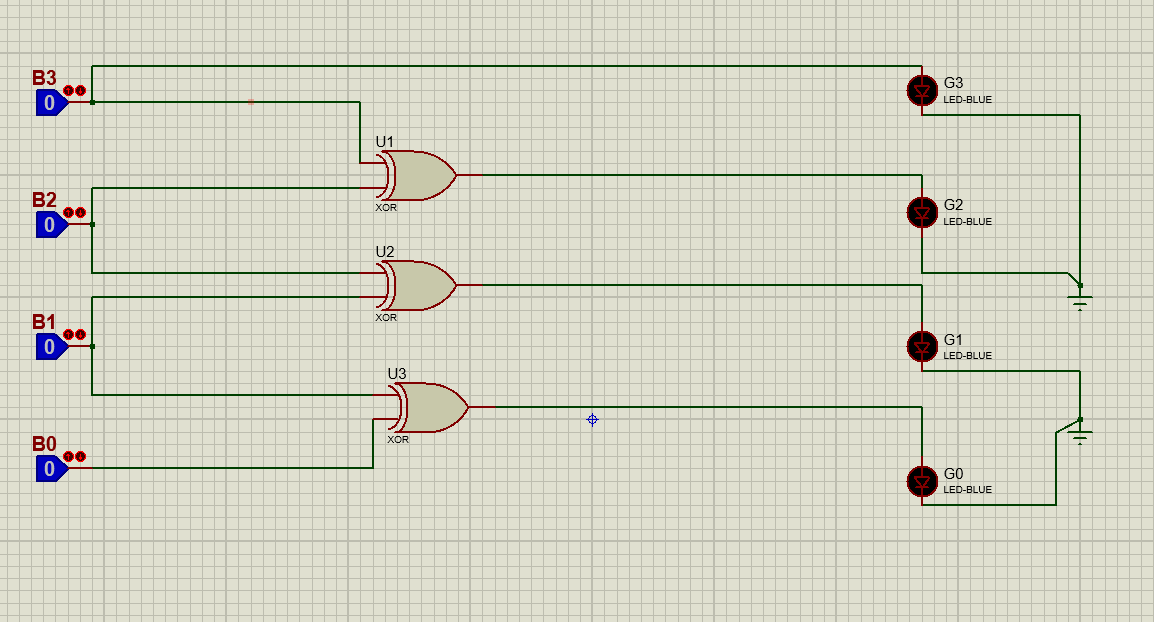 B3
0
G3
LED-BLUE
U1
XOR
B2
0
G2
LED-BLUE
U2
XOR
B1
0
G1
LED-BLUE
U3
XOR
B0
0
G0
LED-BLUE